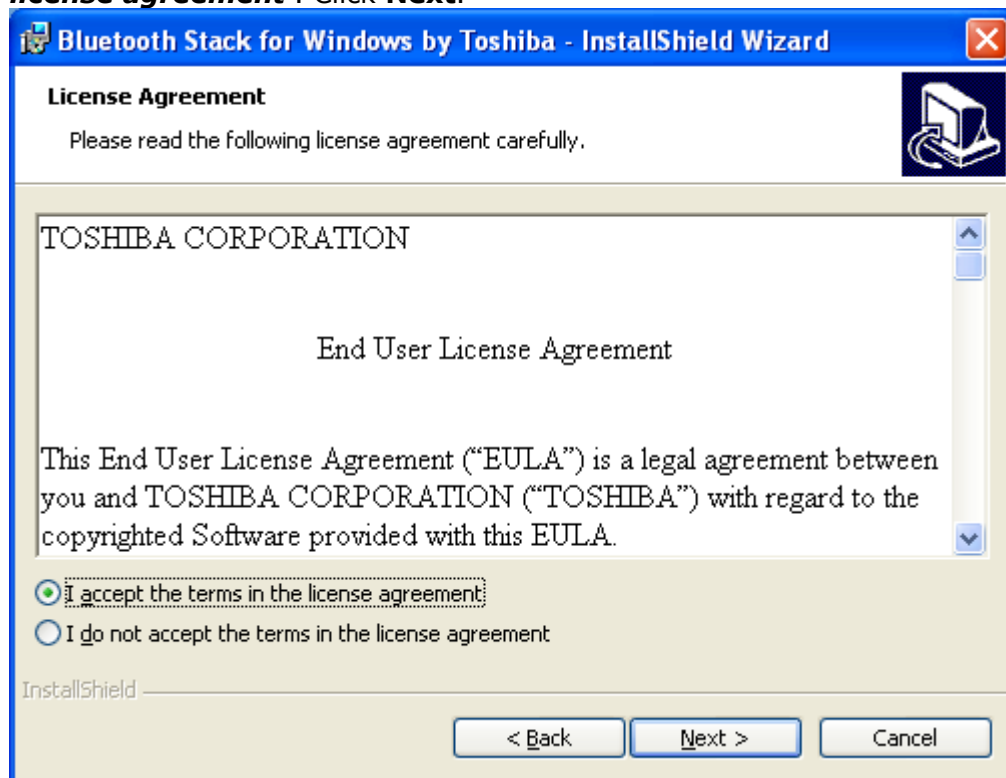 license agreement". Click Next.
Bluetooth Stack for Windows by Toshiba - InstallShield Wizard
License Agreement
Please read the following license agreement carefully.
TOSHIBA CORPORATION
End User License Agreement
This End User License Agreement (“EULA”) is a legal agreement between
you and TOSHIBA CORPORATION (“TOSHIBA”) with regard to the
copyrighted Software provided with this EULA.
I accept the terms in the license agreement
I do not accept the terms in the license agreement
InstallShield
< Back
Next >
Cancel